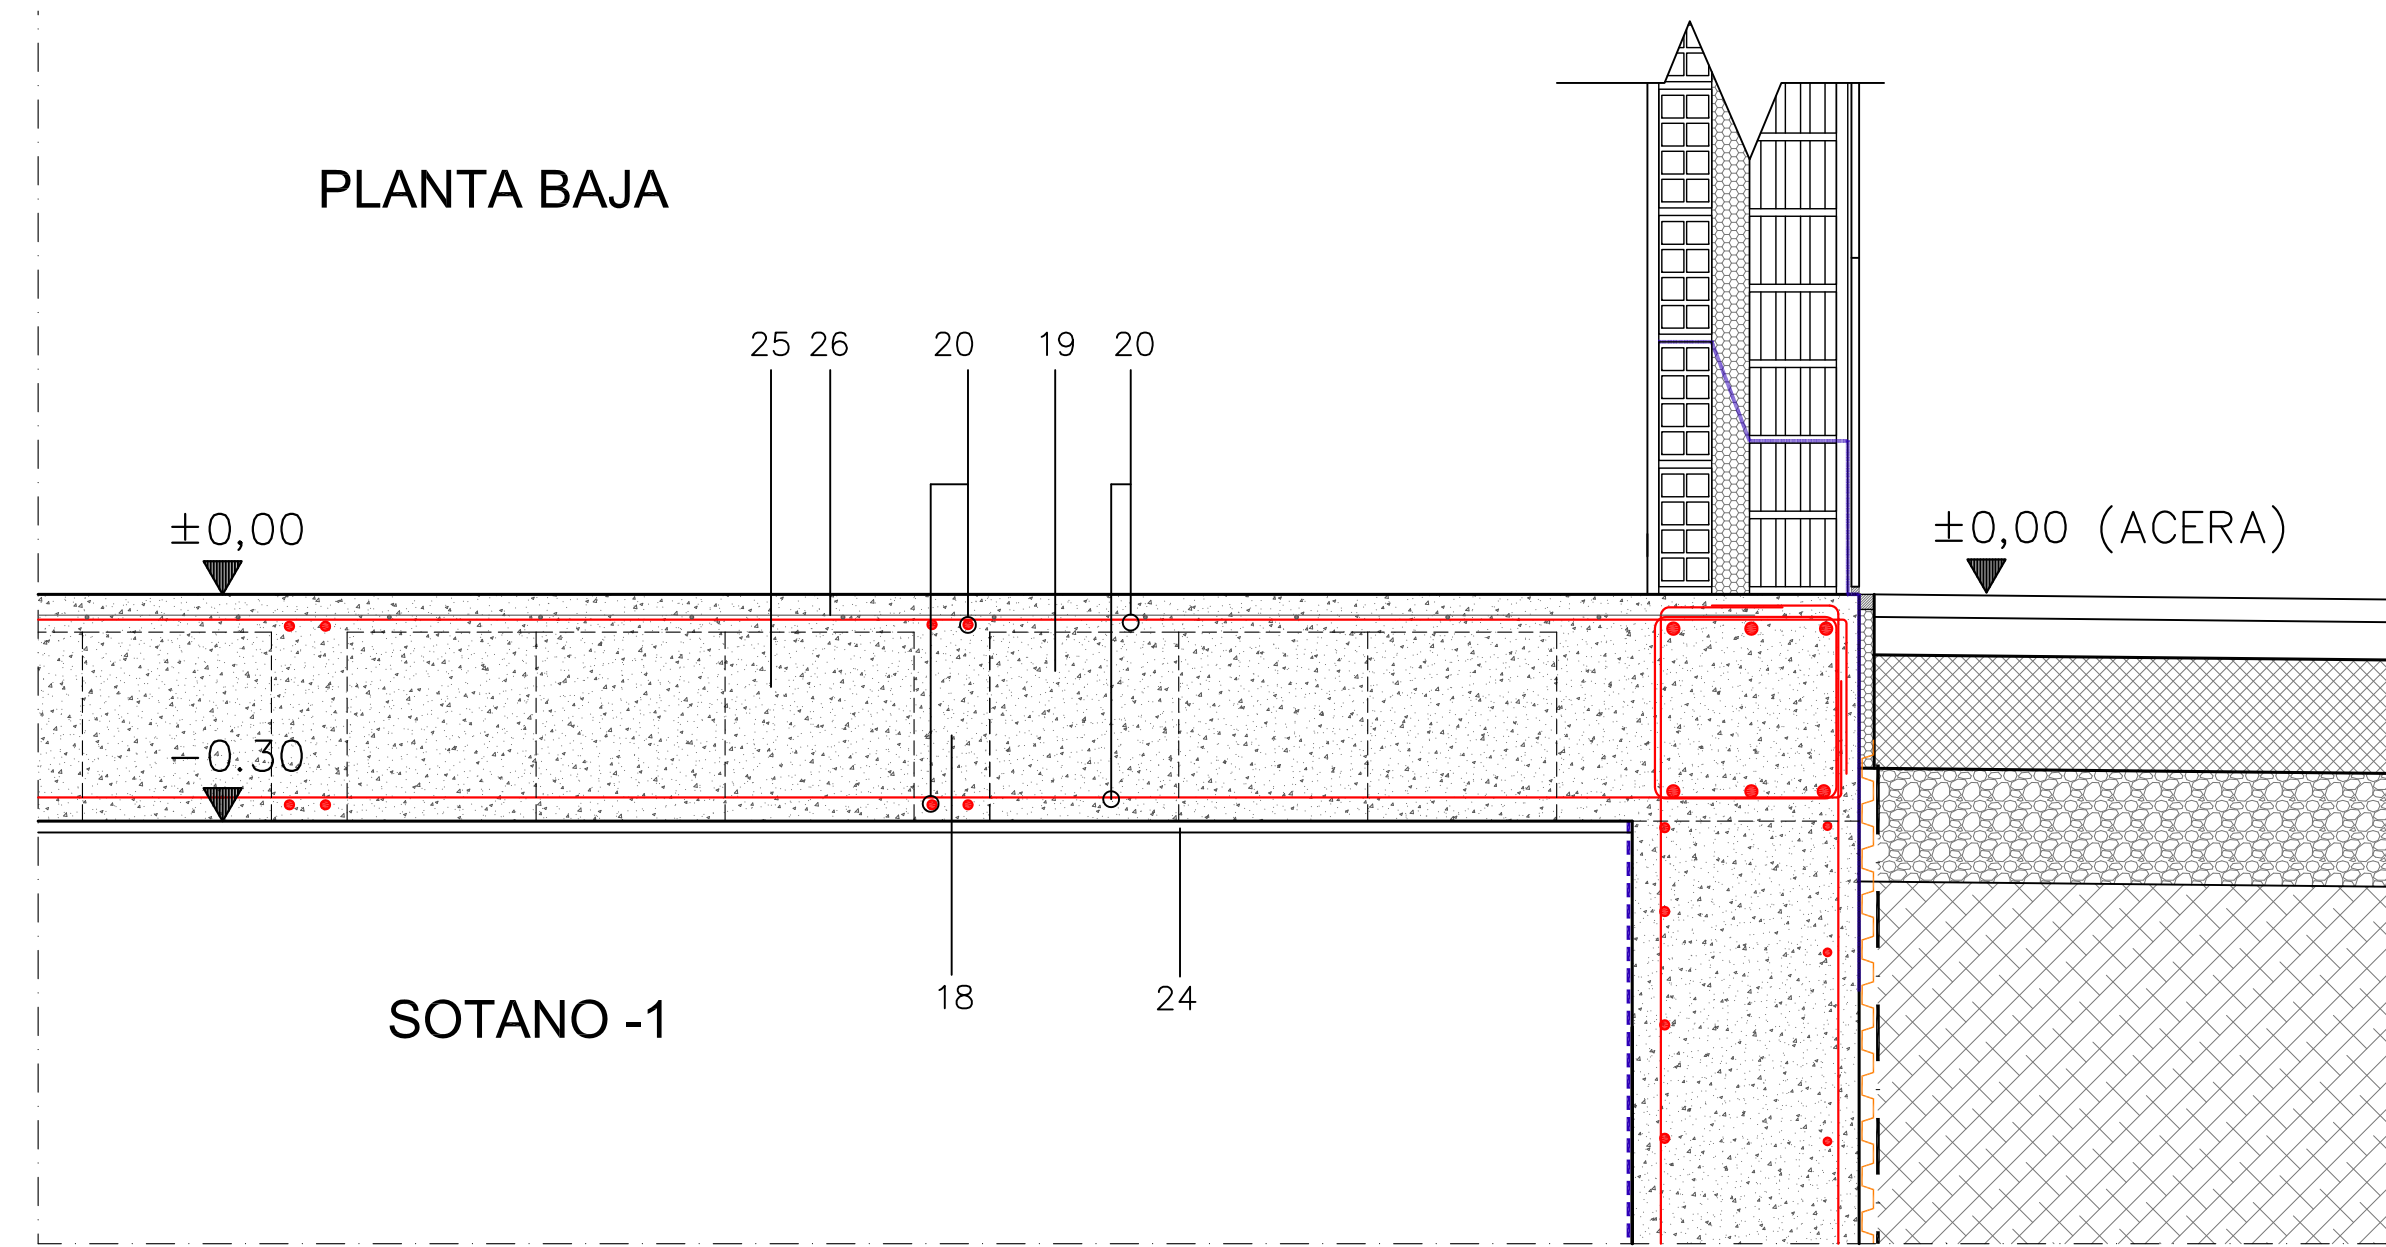 PLANTA BAJA
25 26 20 19 20
±0,00
±0,00 (ACERA)
-0.30
18 24
SOTANO -1